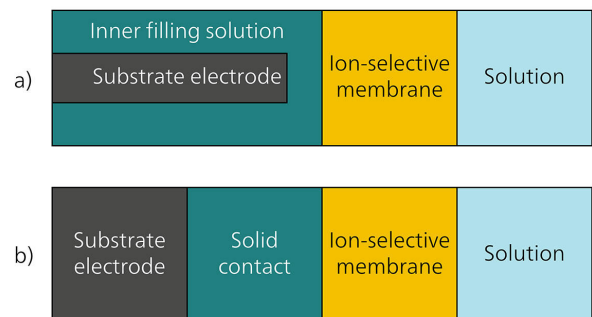 a)
Inner filling solution
Substrate electrode
Ion-selective
membrane
Solution
b)
Substrate
electrode
Solid
contact
Ion-selective
membrane
Solution